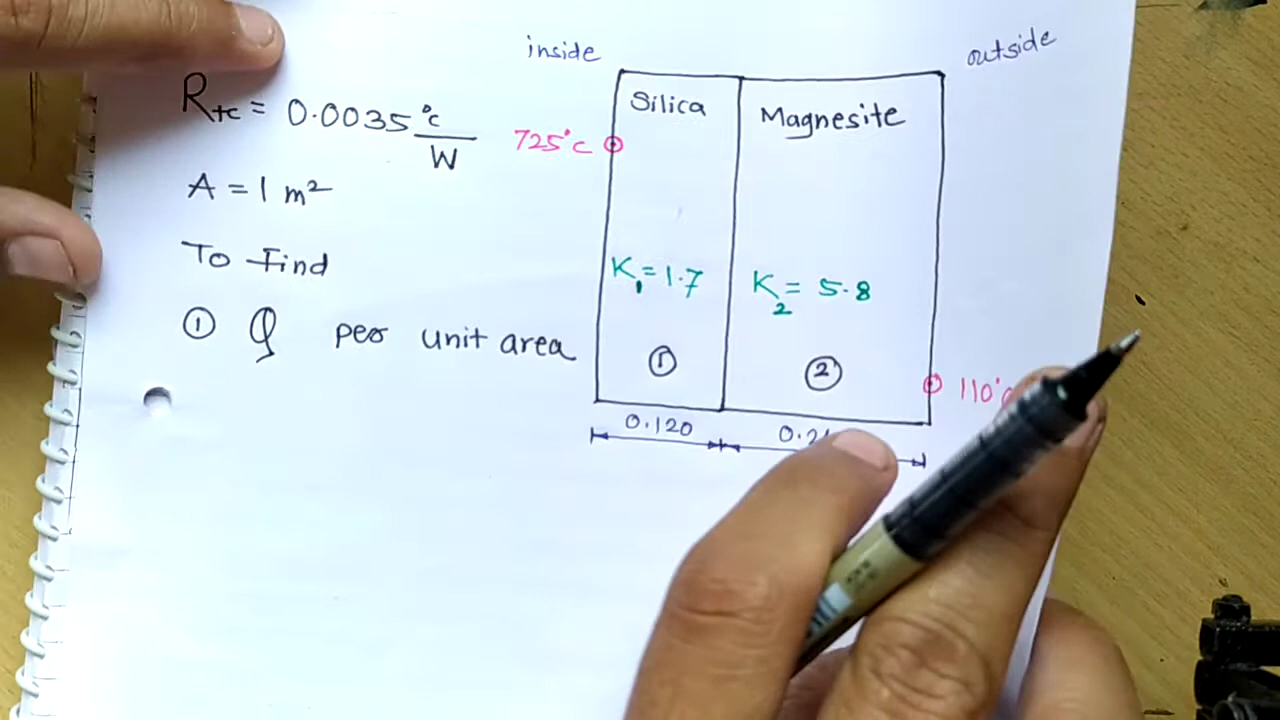 inside
outside
Rtc = 0.0035 °c/W
725°c
Silica
Magnesite
A = 1 m²
To find
K1 = 1.7
K2 = 5.8
① Q per unit area
①
②
110°c
0.120